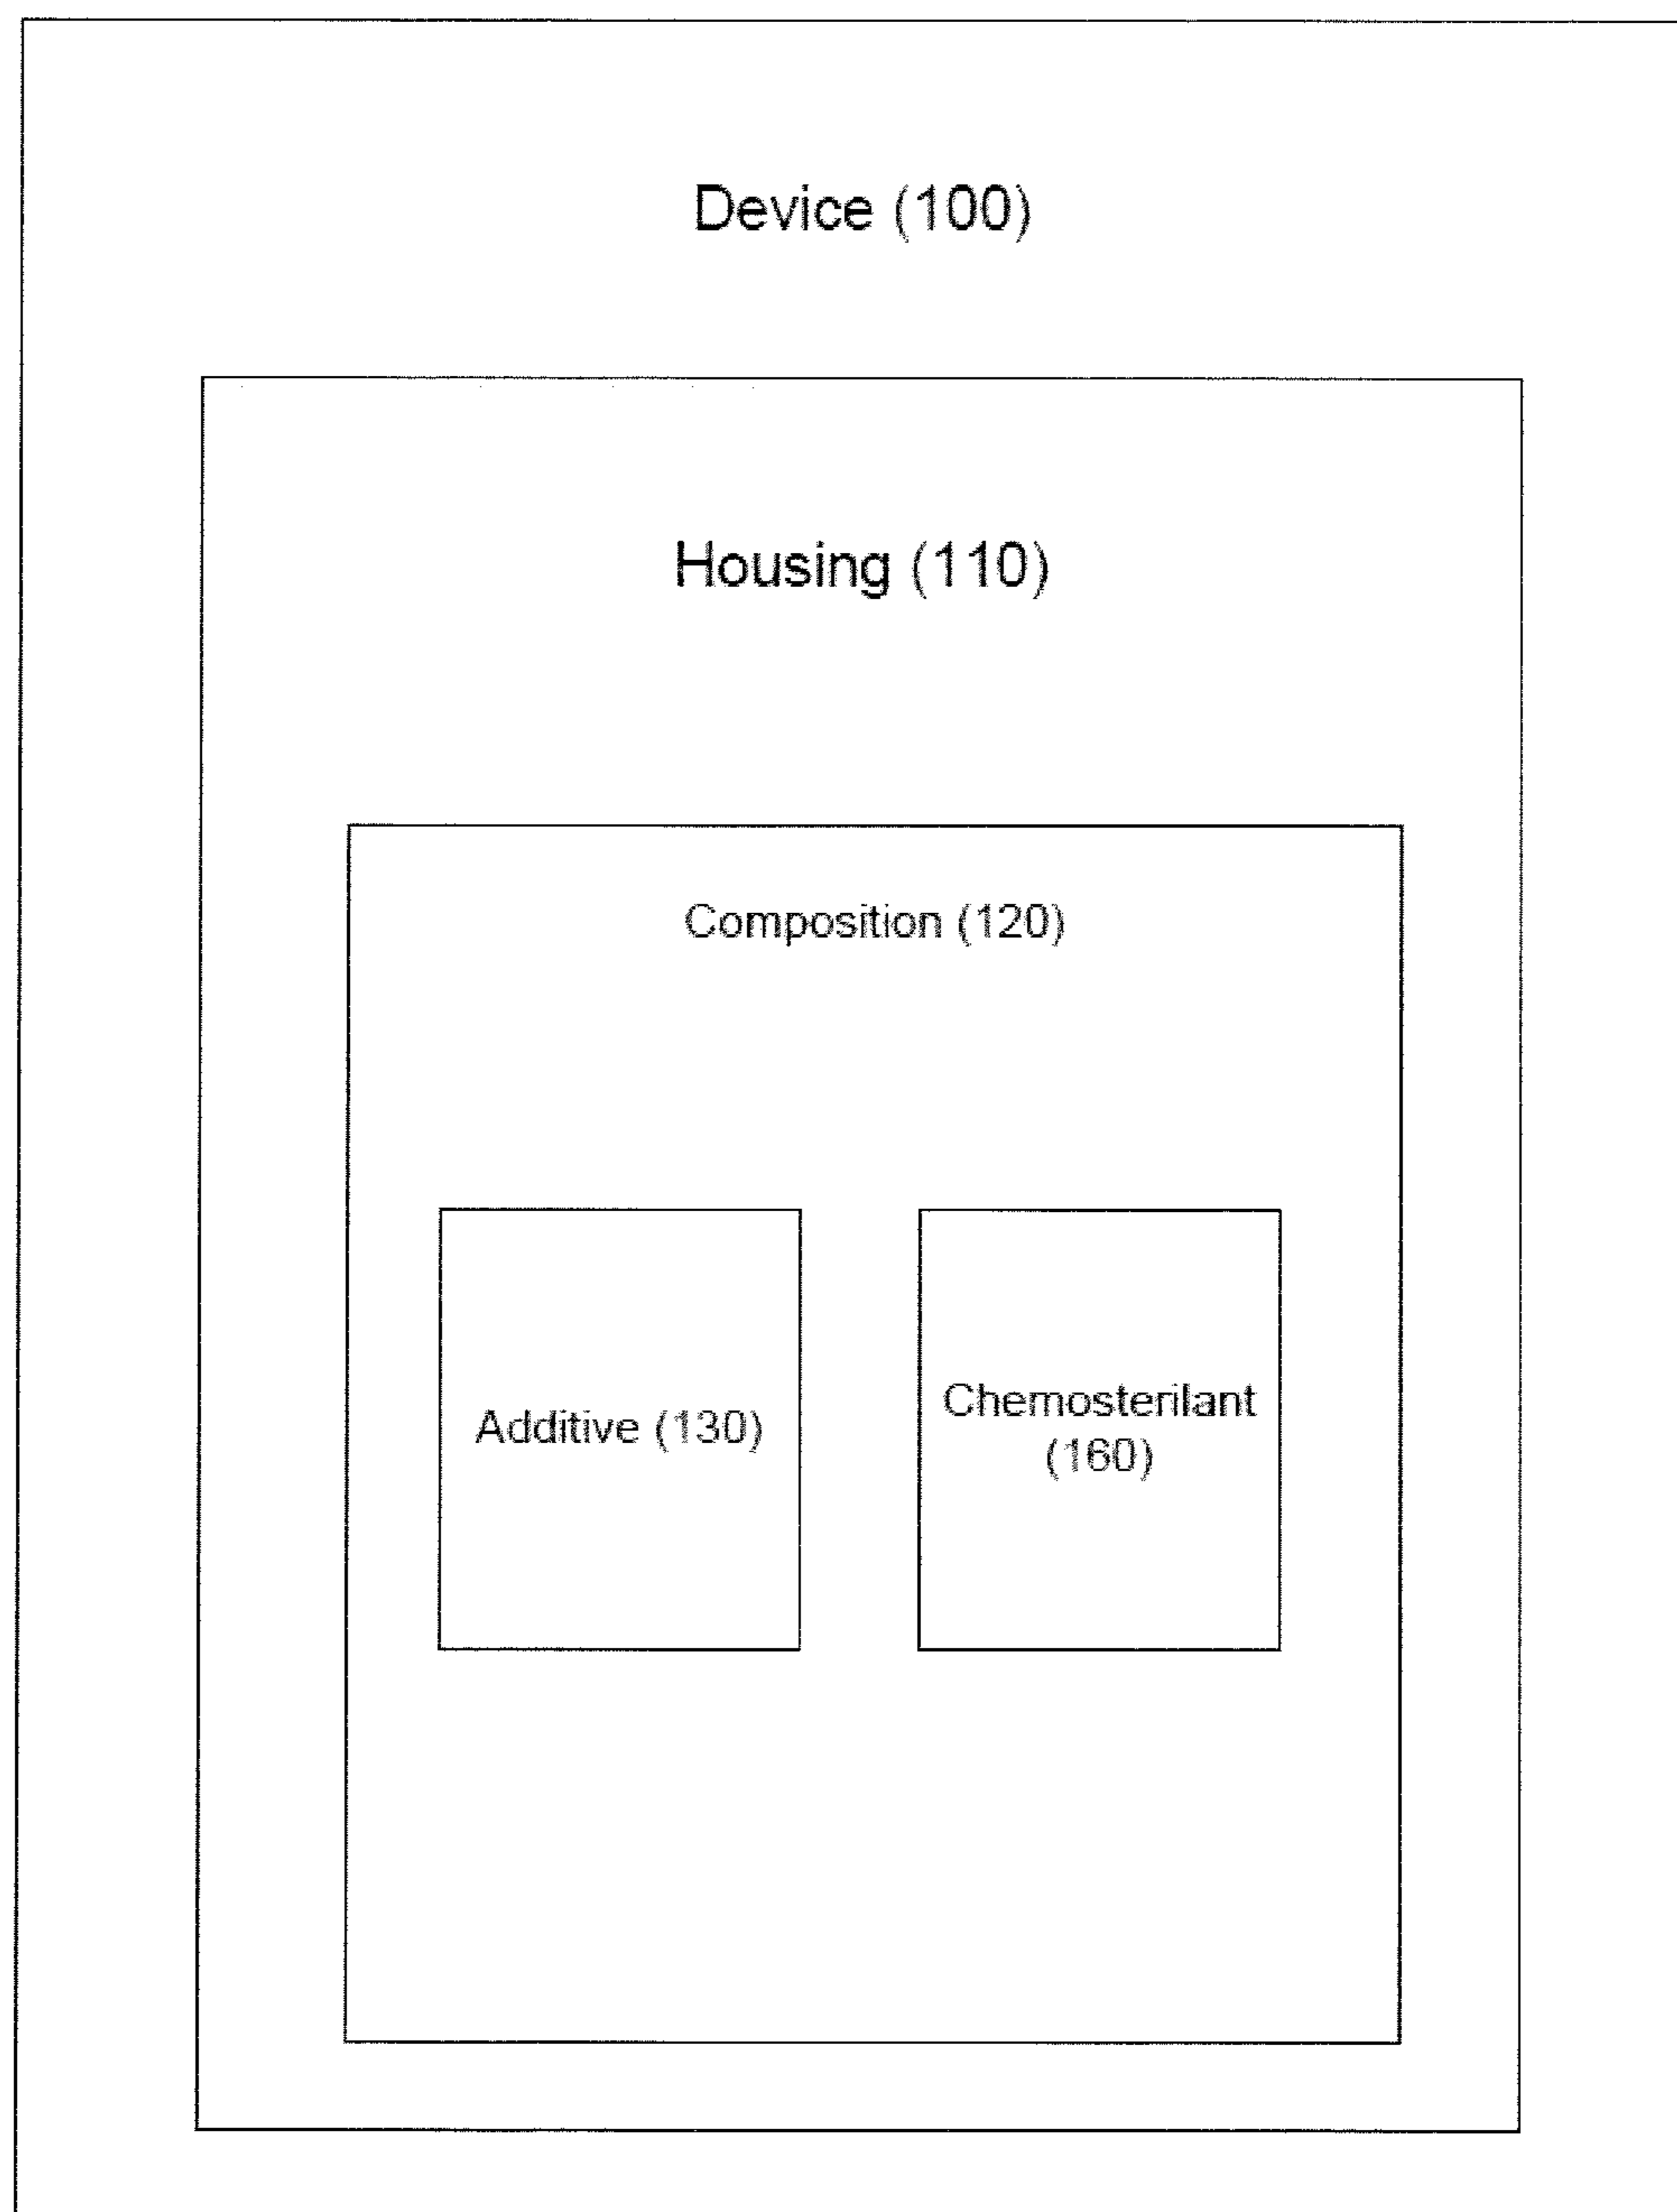 Device (100)
Housing (110)
Composition (120)
Additive (130)
Chemosterilant
(160)